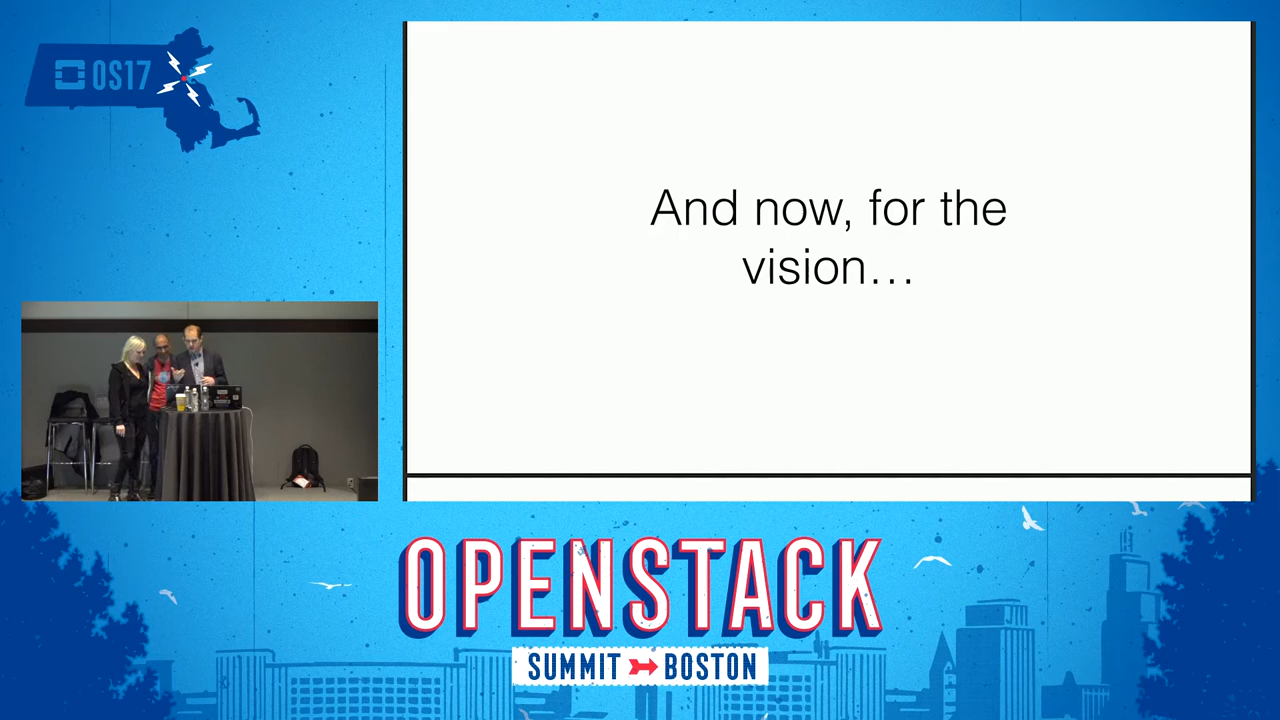 OS17
And now, for the
vision…
OPENSTACK
SUMMIT BOSTON